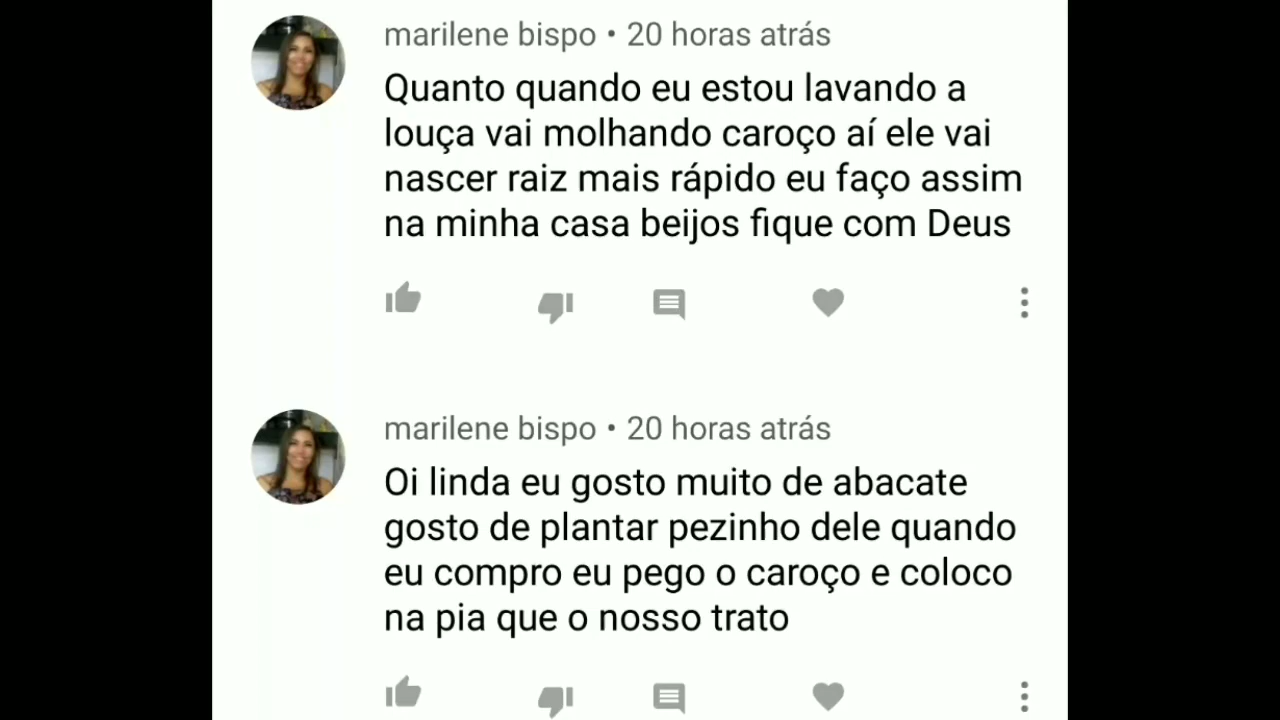 marilene bispo • 20 horas atrás
Quanto quando eu estou lavando a
louça vai molhando caroço aí ele vai
nascer raiz mais rápido eu faço assim
na minha casa beijos fique com Deus
marilene bispo • 20 horas atrás
Oi linda eu gosto muito de abacate
gosto de plantar pezinho dele quando
eu compro eu pego o caroço e coloco
na pia que o nosso trato